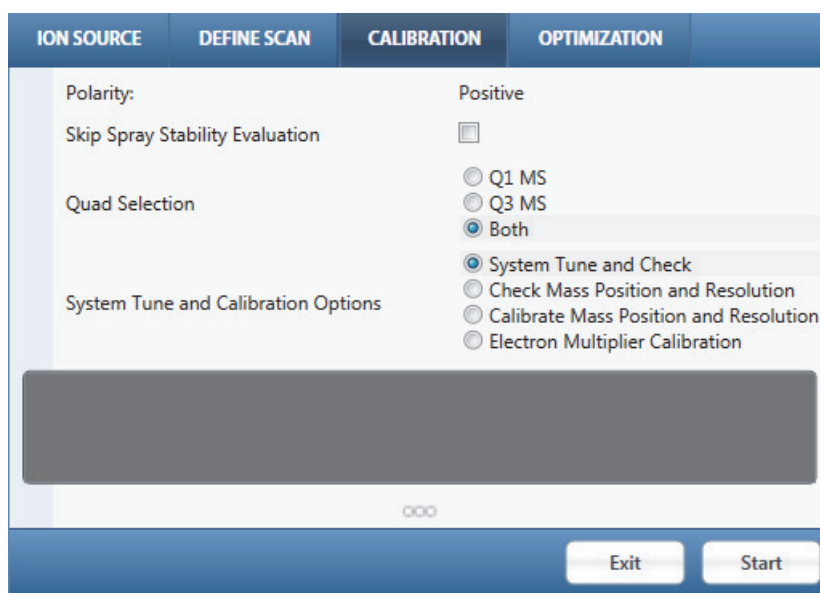 ION SOURCE DEFINE SCAN CALIBRATION OPTIMIZATION
Polarity: Positive
Skip Spray Stability Evaluation
Quad Selection
Q1 MS
Q3 MS
Both
System Tune and Calibration Options
System Tune and Check
Check Mass Position and Resolution
Calibrate Mass Position and Resolution
Electron Multiplier Calibration
Exit Start